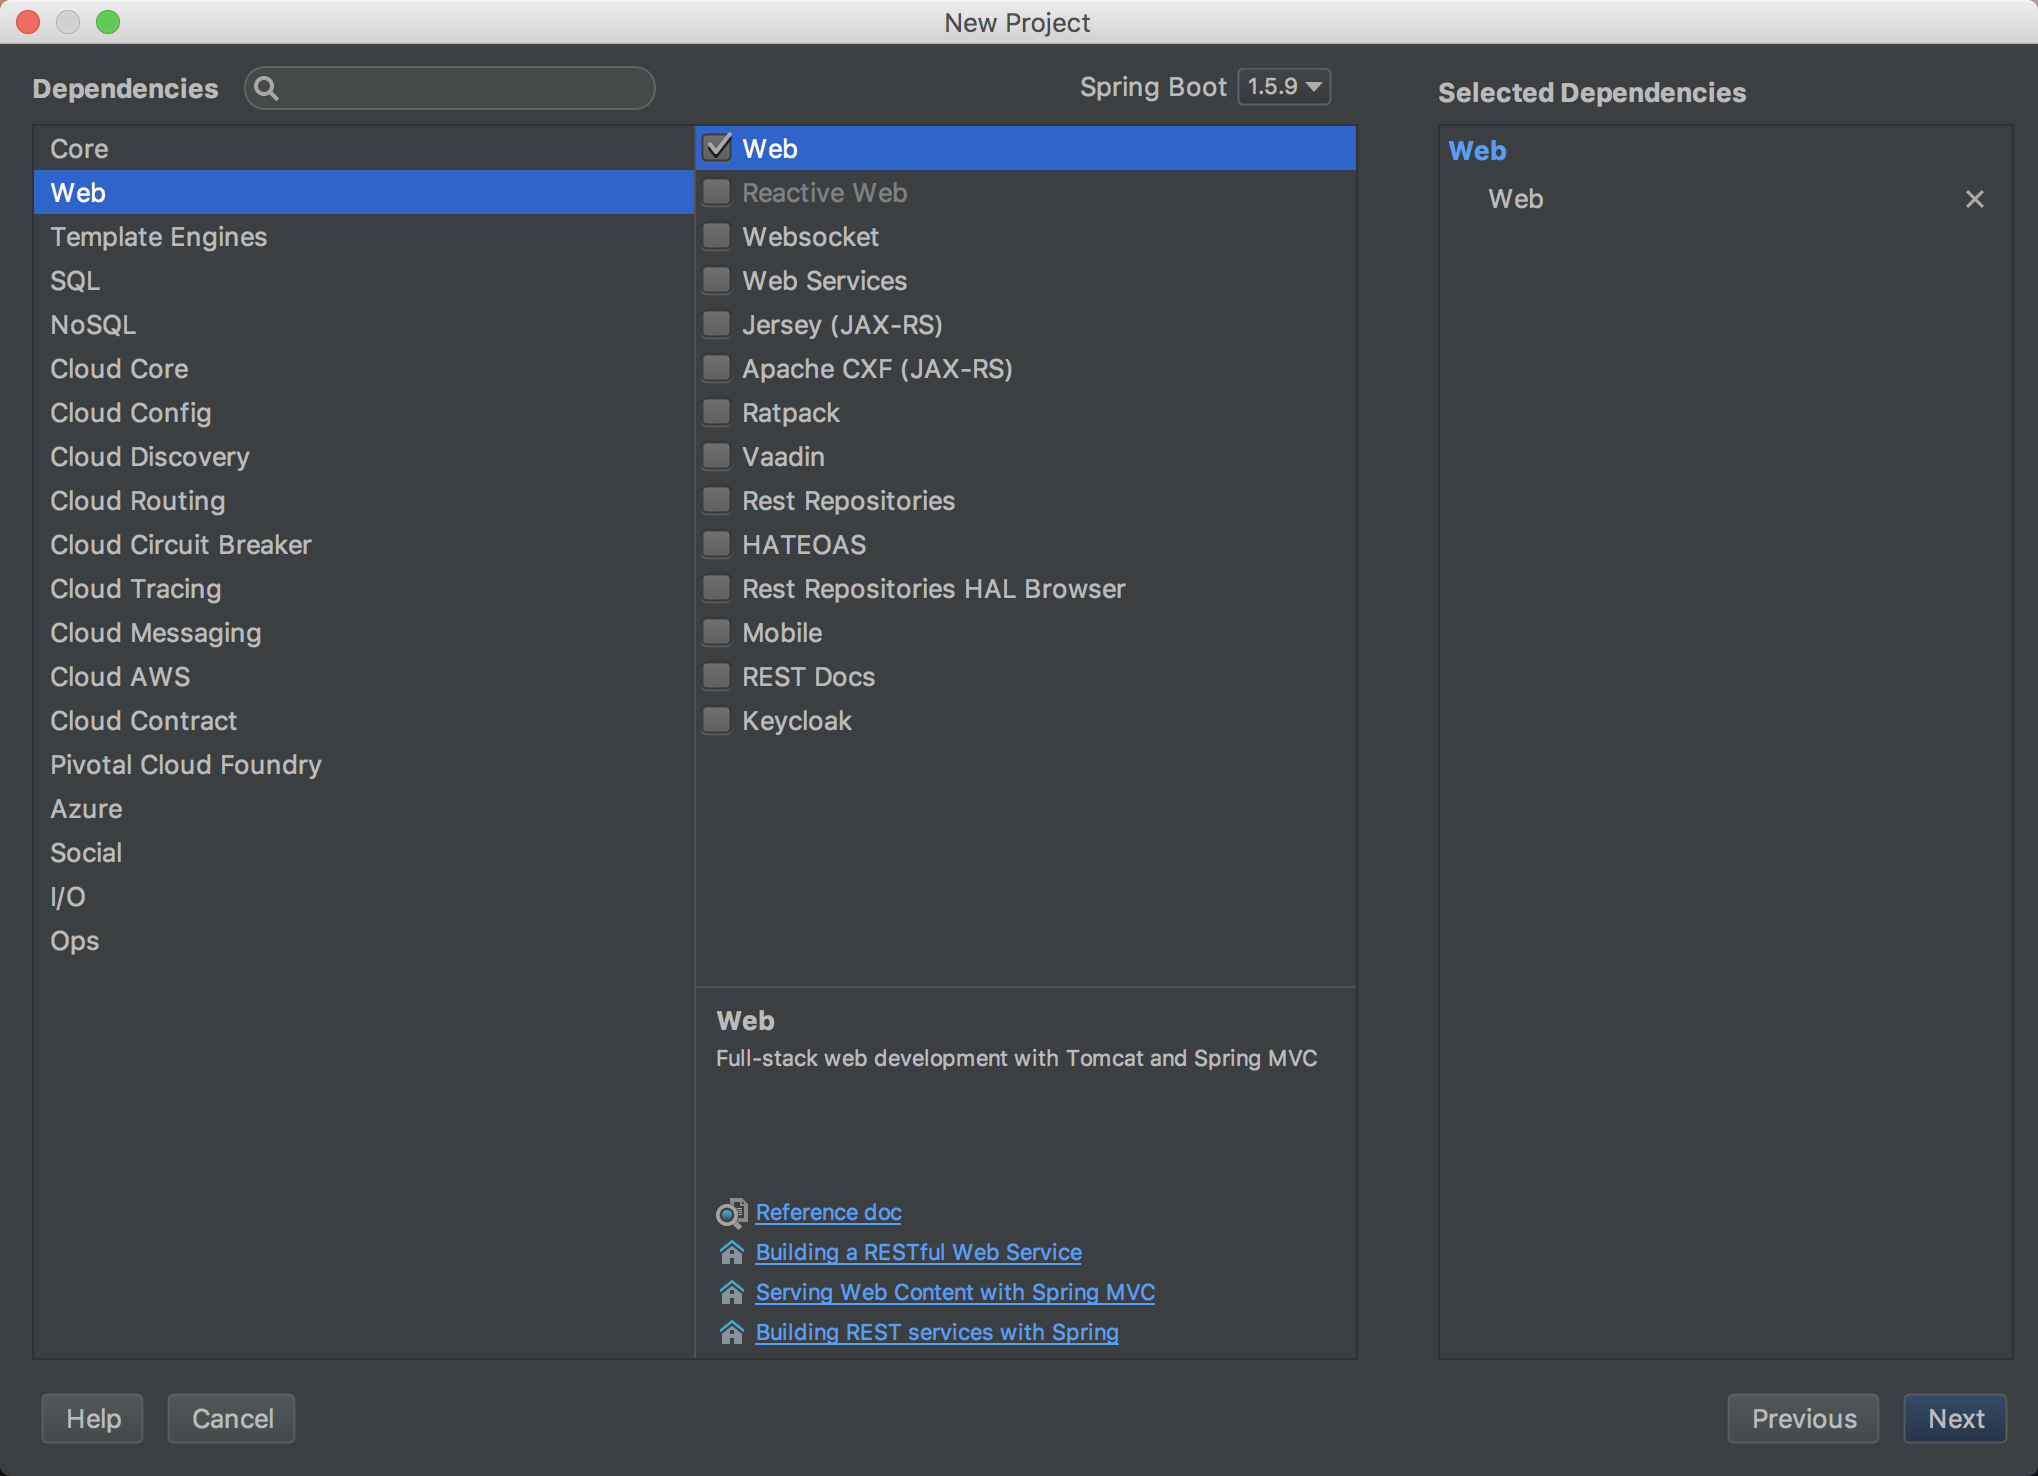 New Project
Dependencies
Spring Boot 1.5.9
Selected Dependencies
Core
Web
Template Engines
SQL
NoSQL
Cloud Core
Cloud Config
Cloud Discovery
Cloud Routing
Cloud Circuit Breaker
Cloud Tracing
Cloud Messaging
Cloud AWS
Cloud Contract
Pivotal Cloud Foundry
Azure
Social
I/O
Ops
Web
Reactive Web
Websocket
Web Services
Jersey (JAX-RS)
Apache CXF (JAX-RS)
Ratpack
Vaadin
Rest Repositories
HATEOAS
Rest Repositories HAL Browser
Mobile
REST Docs
Keycloak
Web
Full-stack web development with Tomcat and Spring MVC
Reference doc
Building a RESTful Web Service
Serving Web Content with Spring MVC
Building REST services with Spring
Web
Web
Help
Cancel
Previous
Next